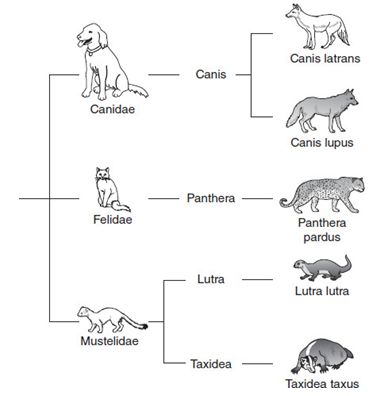 Canis latrans
Canis
Canidae
Canis lupus
Panthera
Felidae
Panthera
pardus
Lutra
Lutra lutra
Mustelidae
Taxidea
Taxidea taxus